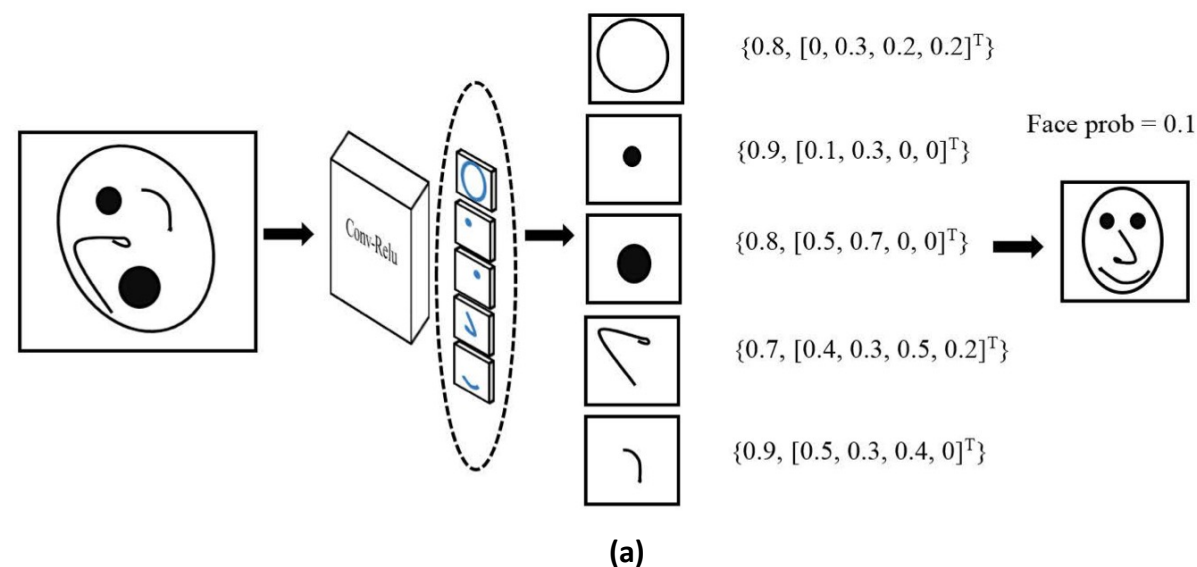 {0.8, [0, 0.3, 0.2, 0.2]ᵀ}
Face prob = 0.1
{0.9, [0.1, 0.3, 0, 0]ᵀ}
Conv-Relu
{0.8, [0.5, 0.7, 0, 0]ᵀ}
{0.7, [0.4, 0.3, 0.5, 0.2]ᵀ}
{0.9, [0.5, 0.3, 0.4, 0]ᵀ}
(a)